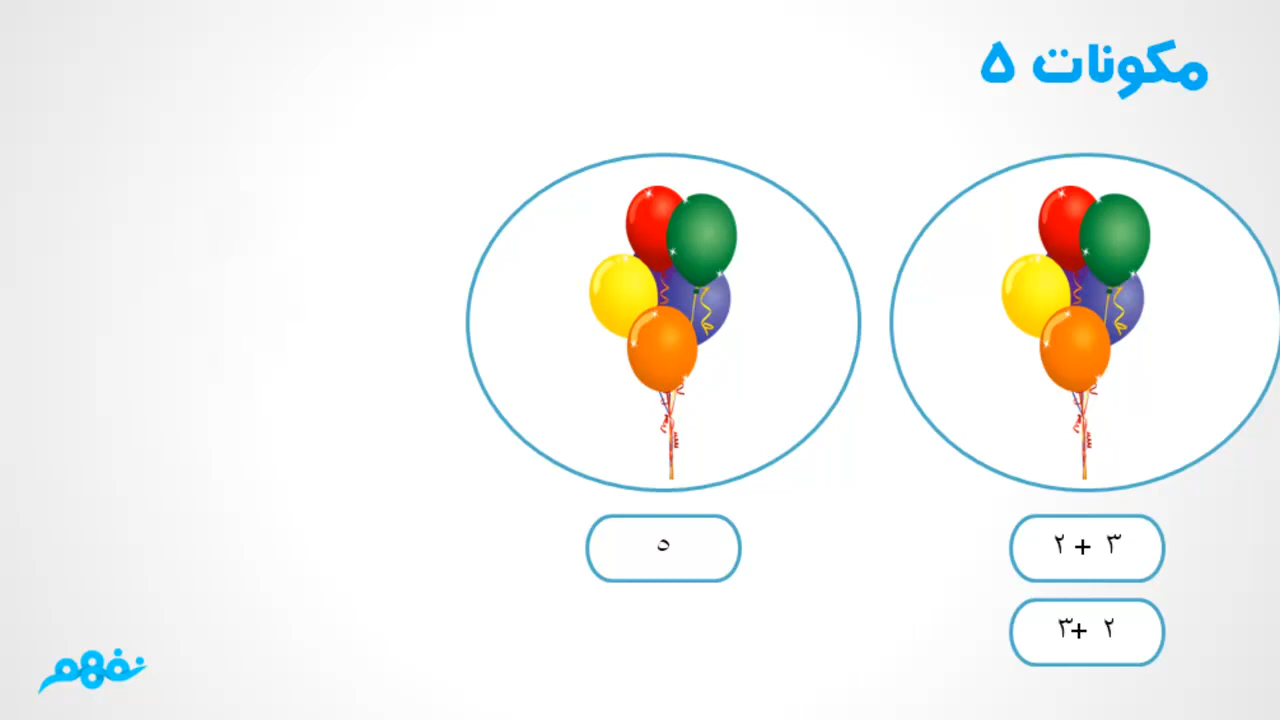 مكونات ٥
٣ + ٢
٢ + ٣
٥
نفهم